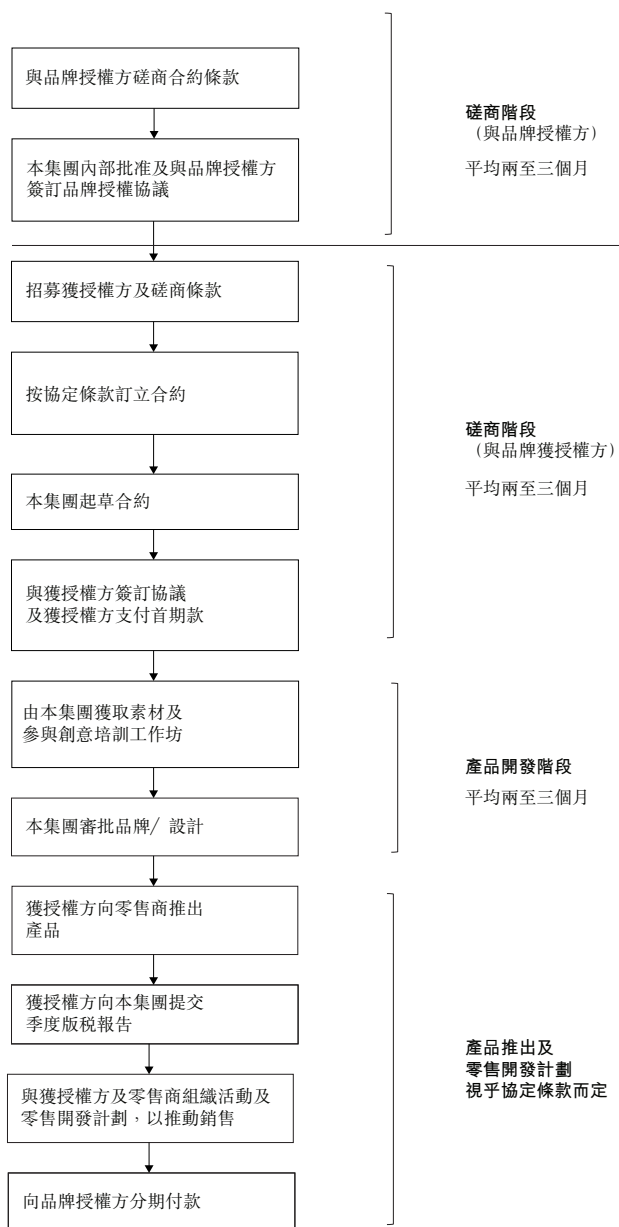 與品牌授權方磋商合約條款
本集團內部批准及與品牌授權方
簽訂品牌授權協議
磋商階段
（與品牌授權方）
平均兩至三個月
招募獲授權方及磋商條款
按協定條款訂立合約
本集團起草合約
與獲授權方簽訂協議
及獲授權方支付首期款
磋商階段
（與品牌獲授權方）
平均兩至三個月
由本集團獲取素材及
參與創意培訓工作坊
本集團審批品牌/ 設計
產品開發階段
平均兩至三個月
獲授權方向零售商推出
產品
獲授權方向本集團提交
季度版税報告
與獲授權方及零售商組織活動及
零售開發計劃，以推動銷售
向品牌授權方分期付款
產品推出及
零售開發計劃
視乎協定條款而定